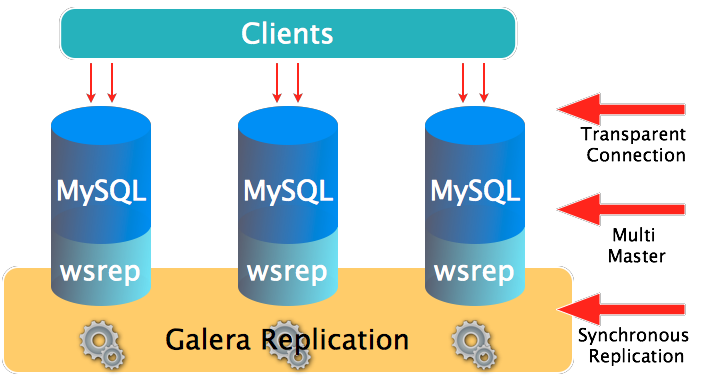 Clients
Transparent
Connection
MySQL MySQL MySQL
Multi
Master
wsrep wsrep wsrep
Synchronous
Replication
Galera Replication